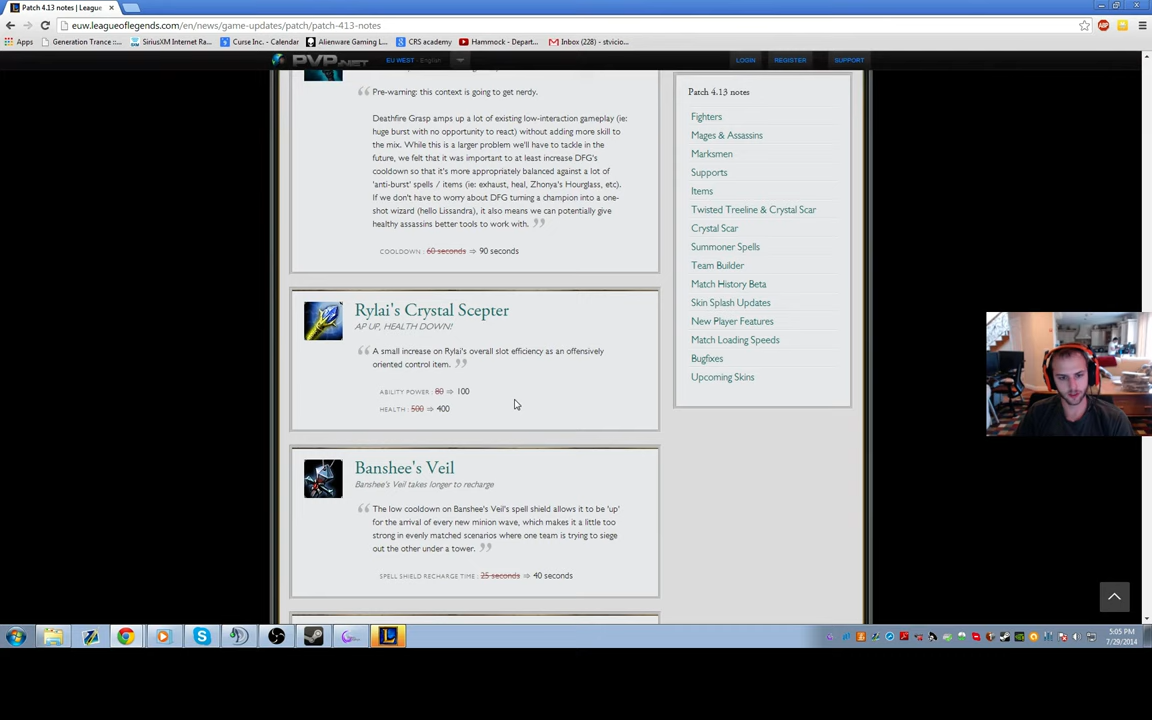 Patch 4.13 notes | League
euw.leagueoflegends.com/en/news/game-updates/patch/patch-413-notes
Apps Generation Trance ::... SiriusXM Internet Ra... Curse Inc. - Calendar Alienware Gaming L... CRS academy Hammock - Depart... Inbox (228) - stvicio...
PVP.NET EU WEST English LOGIN REGISTER SUPPORT
Pre-warning: this context is going to get nerdy.
Deathfire Grasp amps up a lot of existing low-interaction gameplay (ie:
huge burst with no opportunity to react) without adding more skill to
the mix. While this is a larger problem we'll have to tackle in the
future, we felt that it was important to at least increase DFG's
cooldown so that it's more appropriately balanced against a lot of
'anti-burst' spells / items (ie: exhaust, heal, Zhonya's Hourglass, etc).
If we don't have to worry about DFG turning a champion into a one-
shot wizard (hello Lissandra), it also means we can potentially give
healthy assassins better tools to work with.
COOLDOWN : 60 seconds ⇒ 90 seconds
Rylai's Crystal Scepter
AP UP, HEALTH DOWN!
A small increase on Rylai's overall slot efficiency as an offensively
oriented control item.
ABILITY POWER : 80 ⇒ 100
HEALTH : 500 ⇒ 400
Banshee's Veil
Banshee's Veil takes longer to recharge
The low cooldown on Banshee's Veil's spell shield allows it to be 'up'
for the arrival of every new minion wave, which makes it a little too
strong in evenly matched scenarios where one team is trying to siege
out the other under a tower.
SPELL SHIELD RECHARGE TIME : 25 seconds ⇒ 40 seconds
Patch 4.13 notes
Fighters
Mages & Assassins
Marksmen
Supports
Items
Twisted Treeline & Crystal Scar
Crystal Scar
Summoner Spells
Team Builder
Match History Beta
Skin Splash Updates
New Player Features
Match Loading Speeds
Bugfixes
Upcoming Skins
5:05 PM
7/29/2014